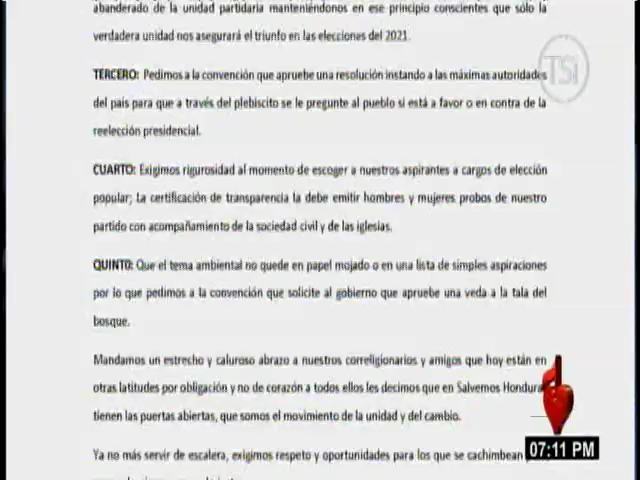 abanderado de la unidad partidaria manteniéndonos en ese principio conscientes que sólo la
verdadera unidad nos asegurará el triunfo en las elecciones del 2021.
TSi
TERCERO: Pedimos a la convención que apruebe una resolución instando a las máximas autoridades
del país para que a través del plebiscito se le pregunte al pueblo si está a favor o en contra de la
reelección presidencial.
CUARTO: Exigimos rigurosidad al momento de escoger a nuestros aspirantes a cargos de elección
popular; La certificación de transparencia la debe emitir hombres y mujeres probos de nuestro
partido con acompañamiento de la sociedad civil y de las iglesias.
QUINTO: Que el tema ambiental no quede en papel mojado o en una lista de simples aspiraciones
por lo que pedimos a la convención que solicite al gobierno que apruebe una veda a la tala del
bosque.
Mandamos un estrecho y caluroso abrazo a nuestros correligionarios y amigos que hoy están en
otras latitudes por obligación y no de corazón a todos ellos les decimos que en Salvemos Hondura
tienen las puertas abiertas, que somos el movimiento de la unidad y del cambio.
Ya no más servir de escalera, exigimos respeto y oportunidades para los que se cachimbean
07:11 PM